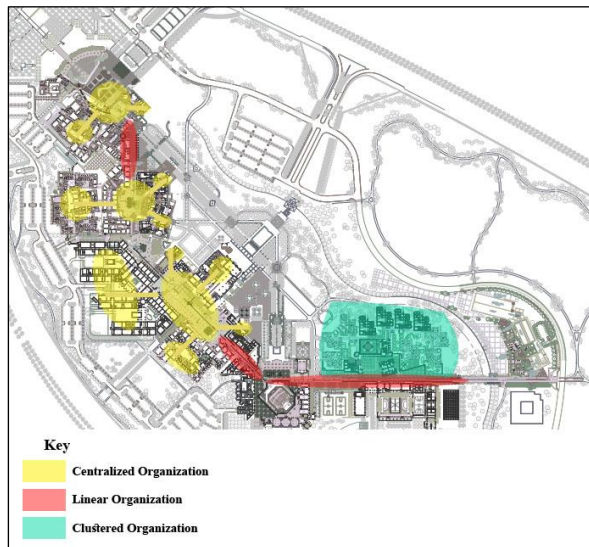 Key
Centralized Organization
Linear Organization
Clustered Organization